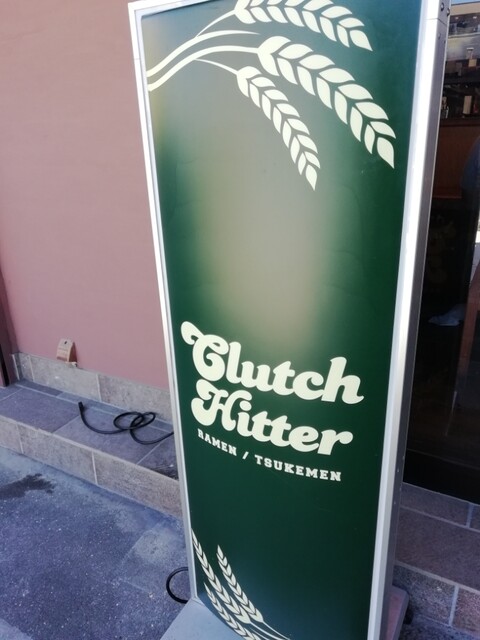 Clutch
Hitter
RAMEN / TSUKEMEN